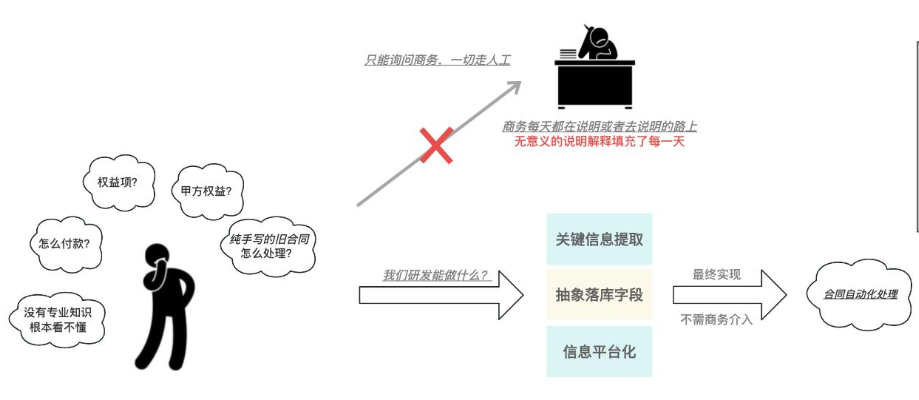 只能询问商务，一切走人工
商务每天都在说明或者去说明的路上
无意义的说明解释填充了每一天
权益项？
甲方权益？
怎么付款？
纯手写的旧合同
怎么处理？
没有专业知识
根本看不懂
我们研发能做什么？
关键信息提取
抽象落库字段
信息平台化
最终实现
不需商务介入
合同自动化处理